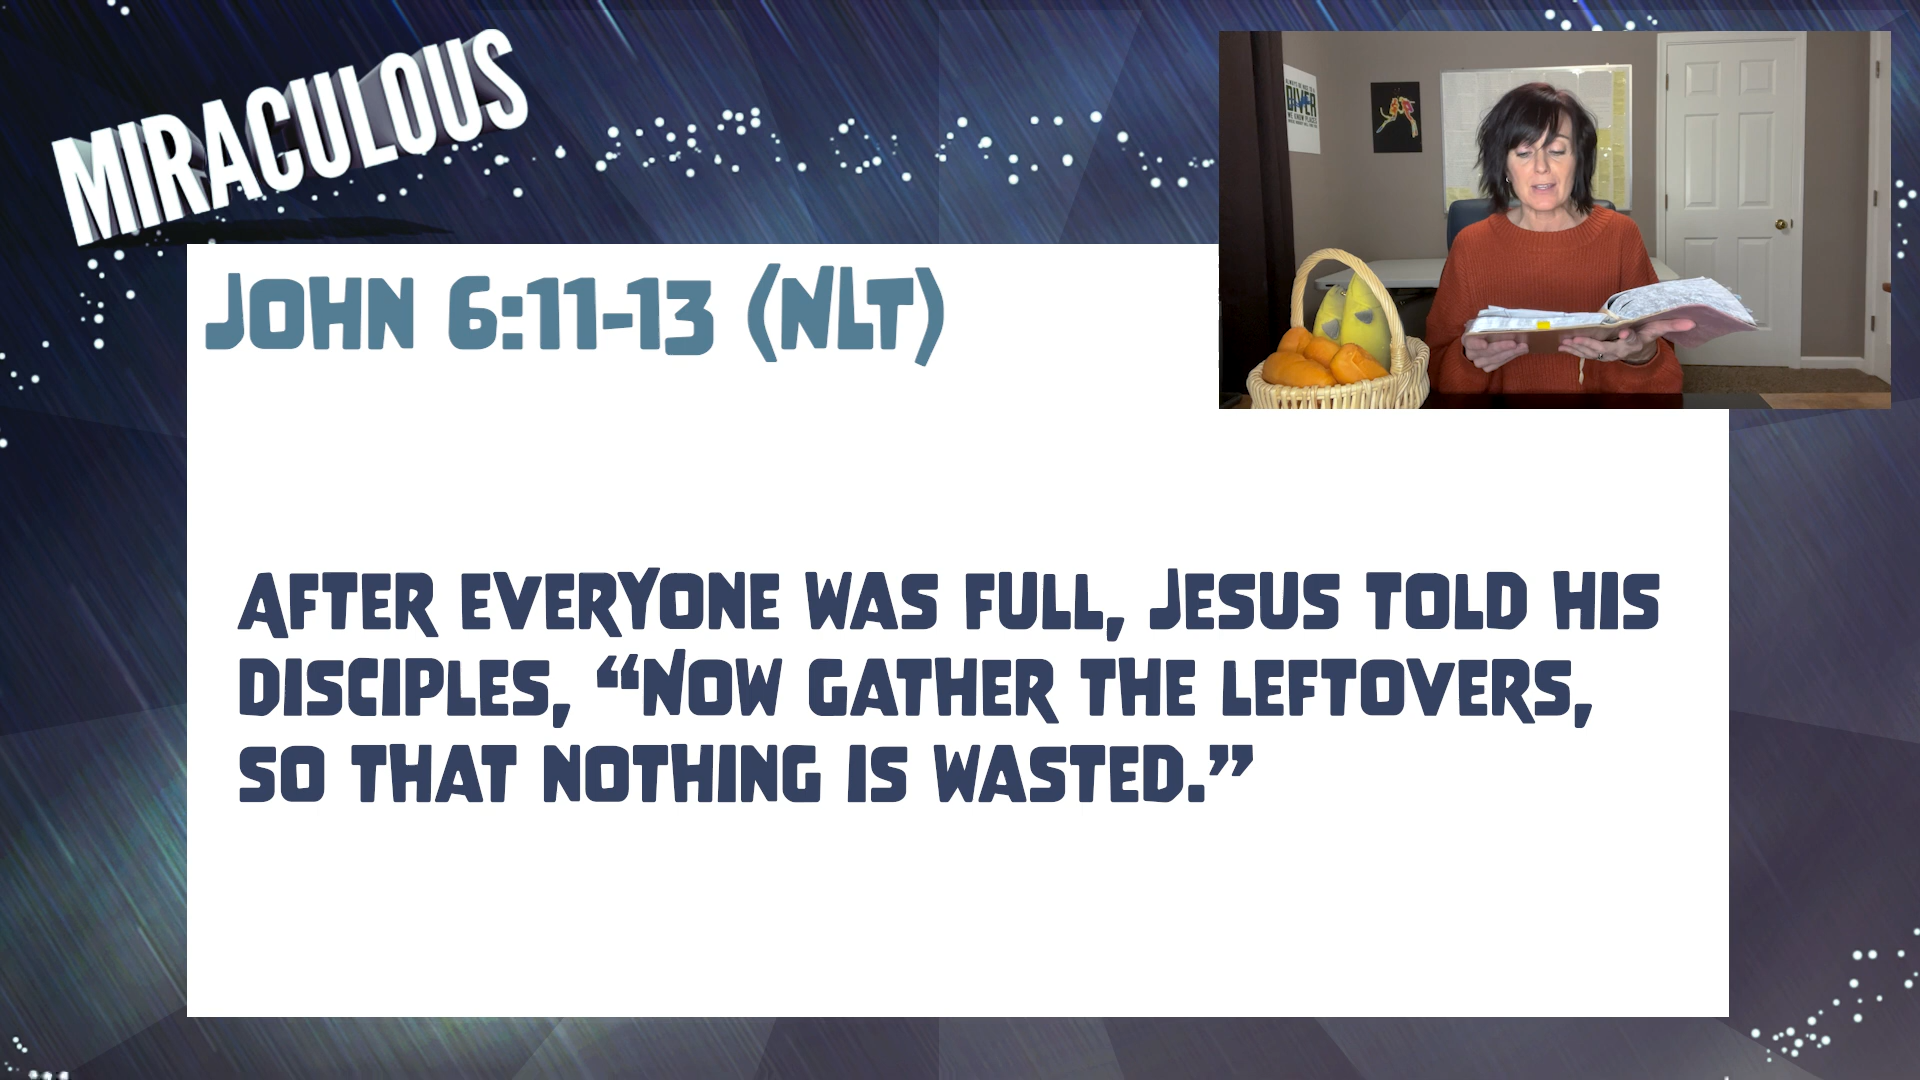 MIRACULOUS
JOHN 6:11-13 (NLT)
DIVER
AFTER EVERYONE WAS FULL, JESUS TOLD HIS
DISCIPLES, “NOW GATHER THE LEFTOVERS,
SO THAT NOTHING IS WASTED.”